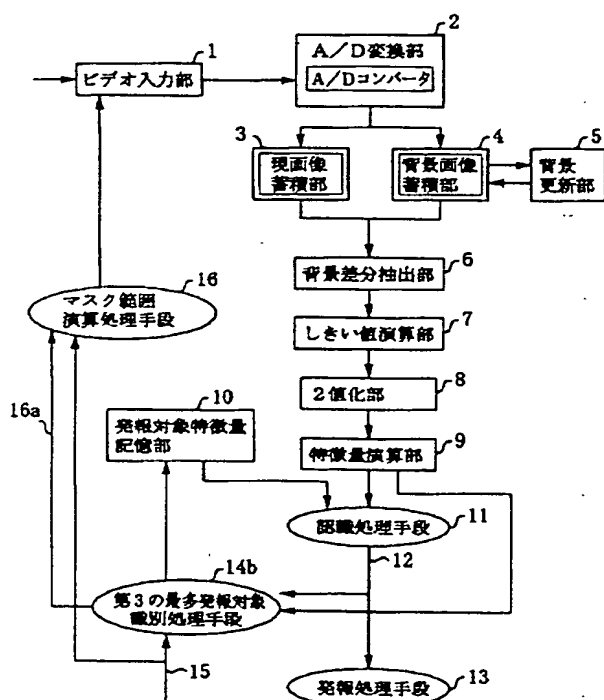 1
ビデオ入力部
2
A/D変換部
A/Dコンバータ
3
現画像
蓄積部
4
背景画像
蓄積部
5
背景
更新部
6
背景差分抽出部
16
マスク範囲
演算処理手段
7
しきい値演算部
8
2値化部
16a
10
発報対象特徴量
記憶部
9
特徴量演算部
11
認識処理手段
12
14b
第3の最多発報対象
識別処理手段
15
13
発報処理手段